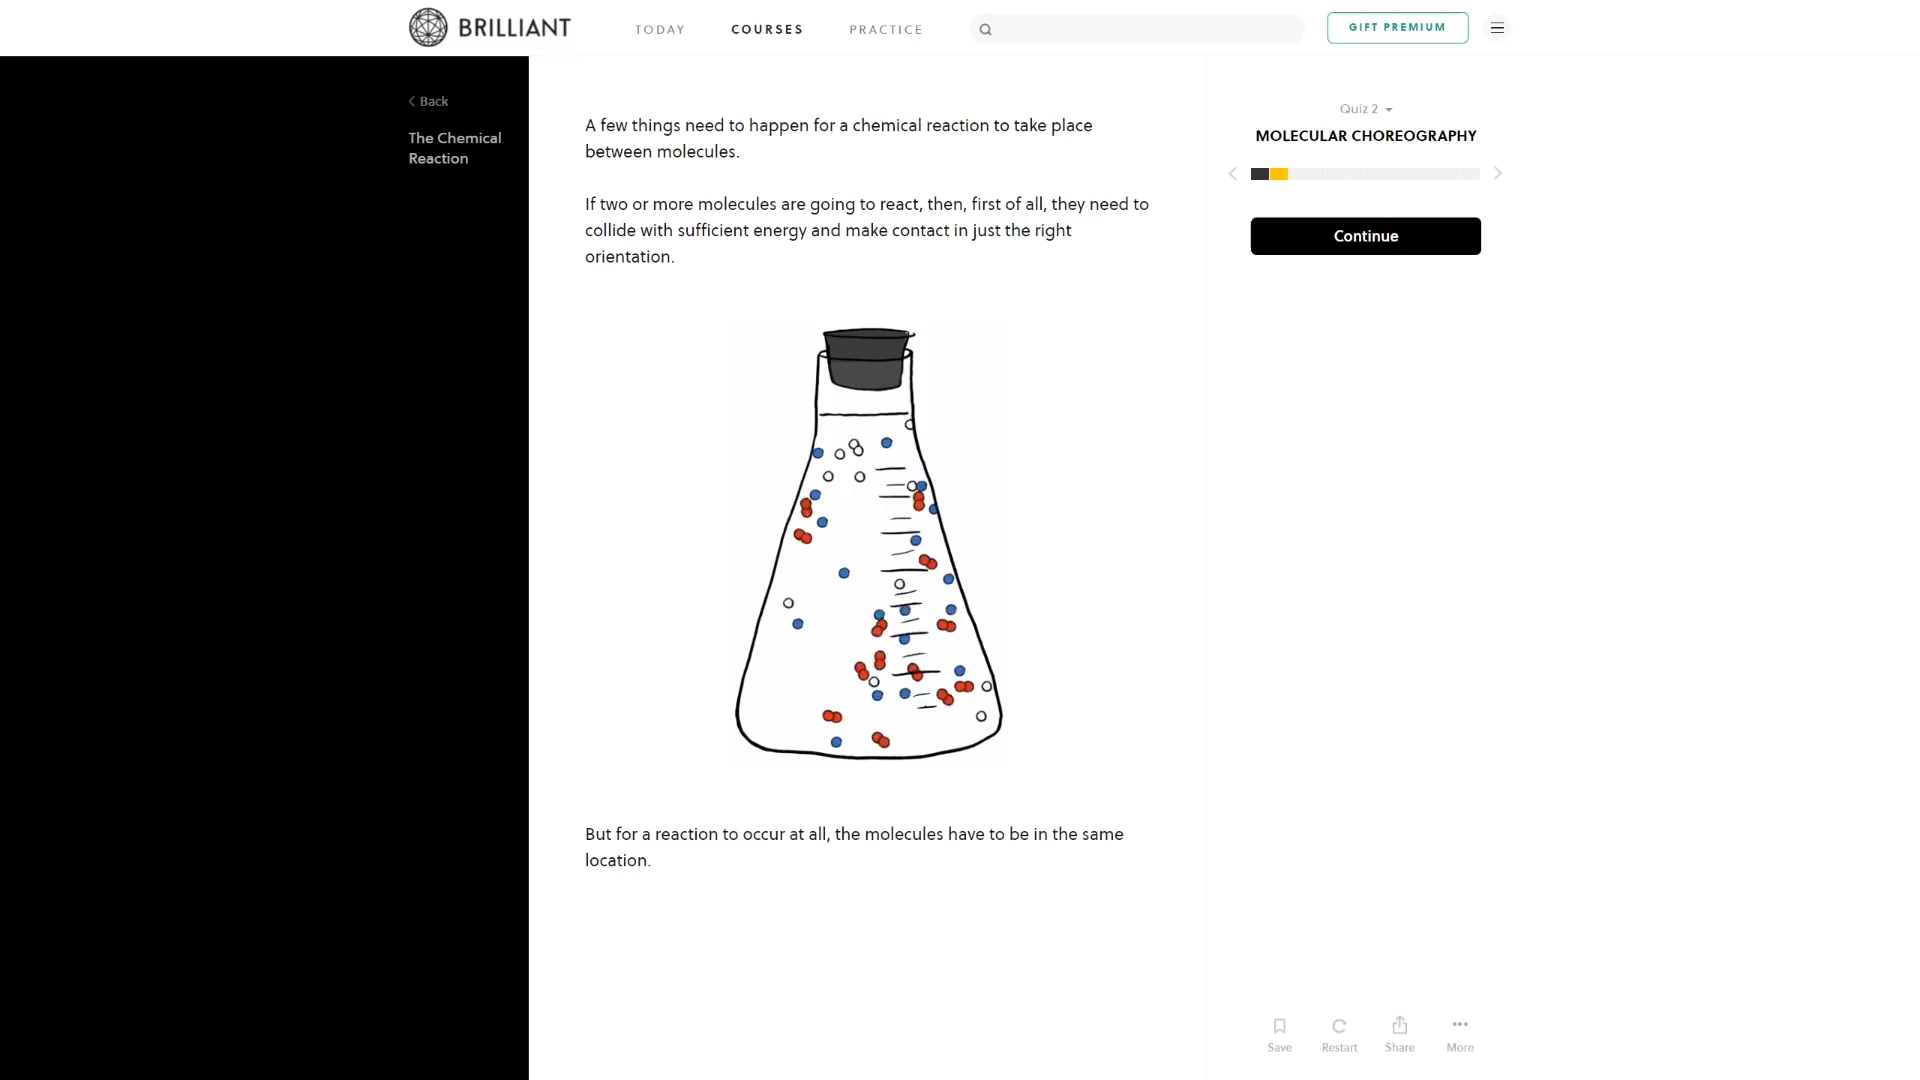 BRILLIANT
TODAY
COURSES
PRACTICE
GIFT PREMIUM
Back
The Chemical
Reaction
A few things need to happen for a chemical reaction to take place
between molecules.
If two or more molecules are going to react, then, first of all, they need to
collide with sufficient energy and make contact in just the right
orientation.
But for a reaction to occur at all, the molecules have to be in the same
location.
Quiz 2
MOLECULAR CHOREOGRAPHY
Continue
Save
Restart
Share
More